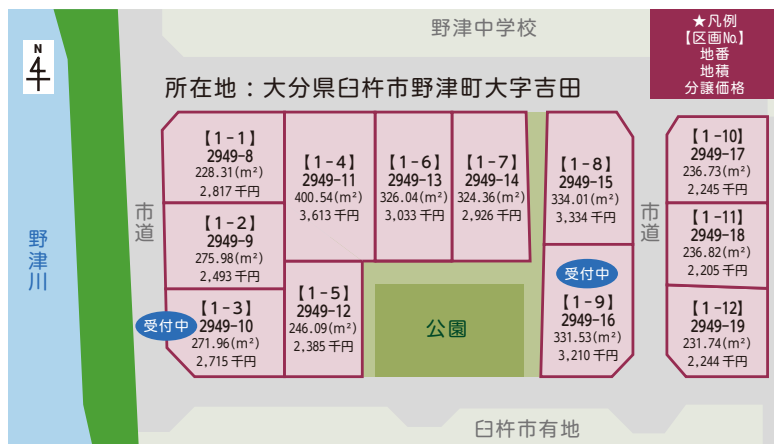 野津中学校
★凡例
【区画No.】
地番
地積
分譲価格
N
所在地：大分県臼杵市野津町大字吉田
【1-1】
2949-8
228.31(m²)
2,817千円
【1-2】
2949-9
275.98(m²)
2,493千円
受付中
【1-3】
2949-10
271.96(m²)
2,715千円
【1-4】
2949-11
400.54(m²)
3,613千円
【1-5】
2949-12
246.09(m²)
2,385千円
【1-6】
2949-13
326.04(m²)
3,033千円
【1-7】
2949-14
324.36(m²)
2,926千円
【1-8】
2949-15
334.01(m²)
3,334千円
受付中
【1-9】
2949-16
331.53(m²)
3,210千円
【1-10】
2949-17
236.73(m²)
2,245千円
【1-11】
2949-18
236.82(m²)
2,205千円
【1-12】
2949-19
231.74(m²)
2,244千円
市道
市道
野津川
公園
臼杵市有地